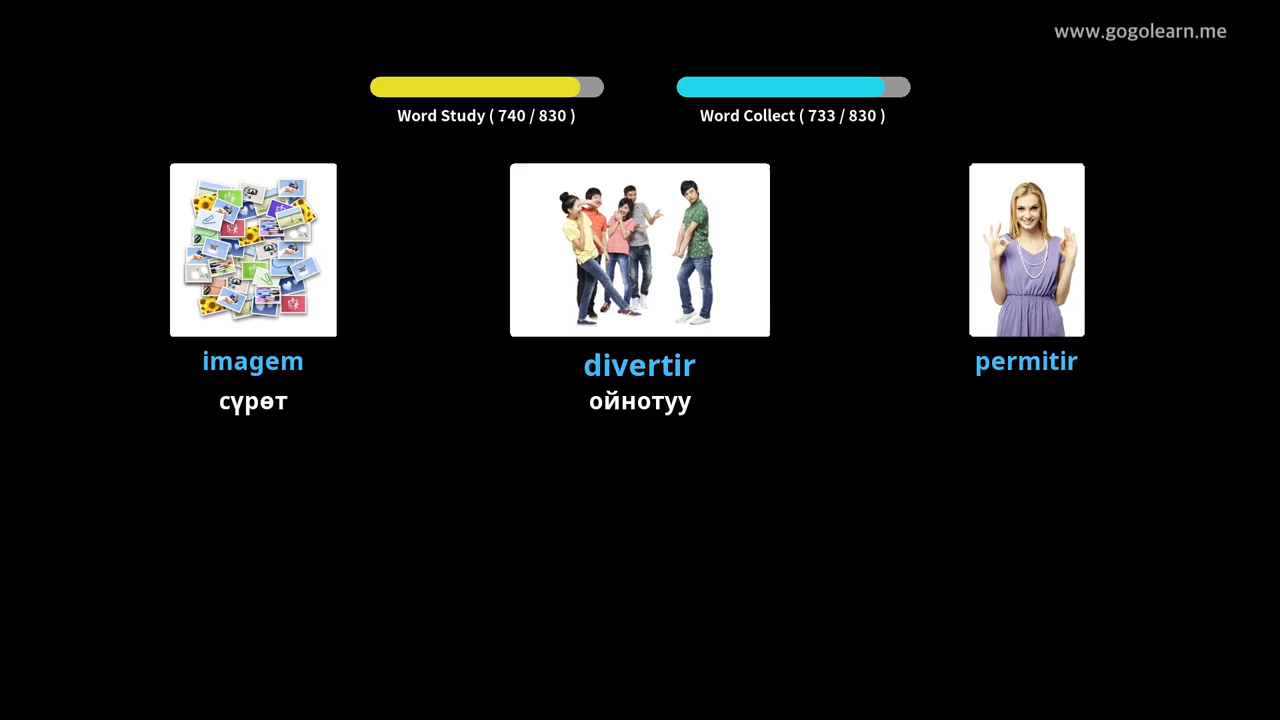 www.gogolearn.me
Word Study ( 740 / 830 )
Word Collect ( 733 / 830 )
imagem
сүрөт
divertir
ойнотуу
permitir